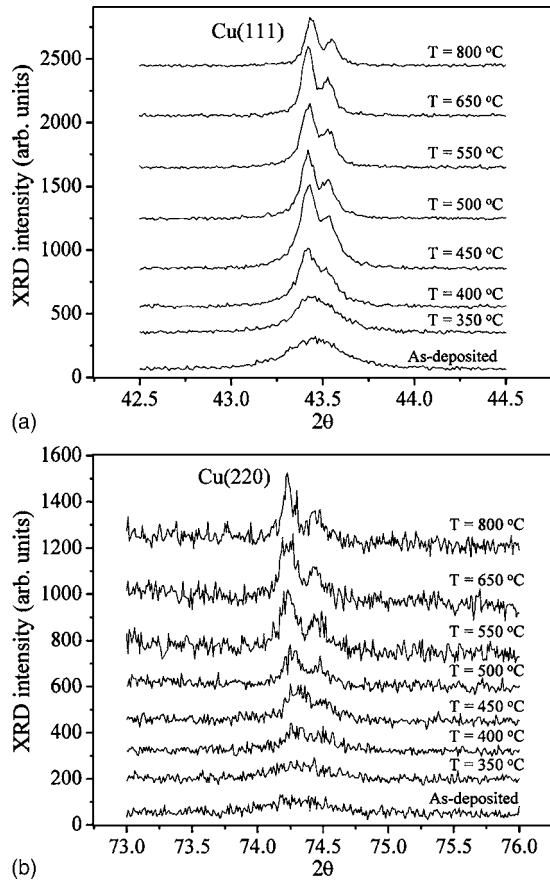 Cu(111)
T = 800 °C
T = 650 °C
T = 550 °C
T = 500 °C
T = 450 °C
T = 400 °C
T = 350 °C
As-deposited
XRD intensity (arb. units)
2500
2000
1500
1000
500
0
42.5 43.0 43.5 44.0 44.5
2θ
(a)
Cu(220)
T = 800 °C
T = 650 °C
T = 550 °C
T = 500 °C
T = 450 °C
T = 400 °C
T = 350 °C
As-deposited
XRD intensity (arb. units)
1600
1400
1200
1000
800
600
400
200
0
73.0 73.5 74.0 74.5 75.0 75.5 76.0
2θ
(b)